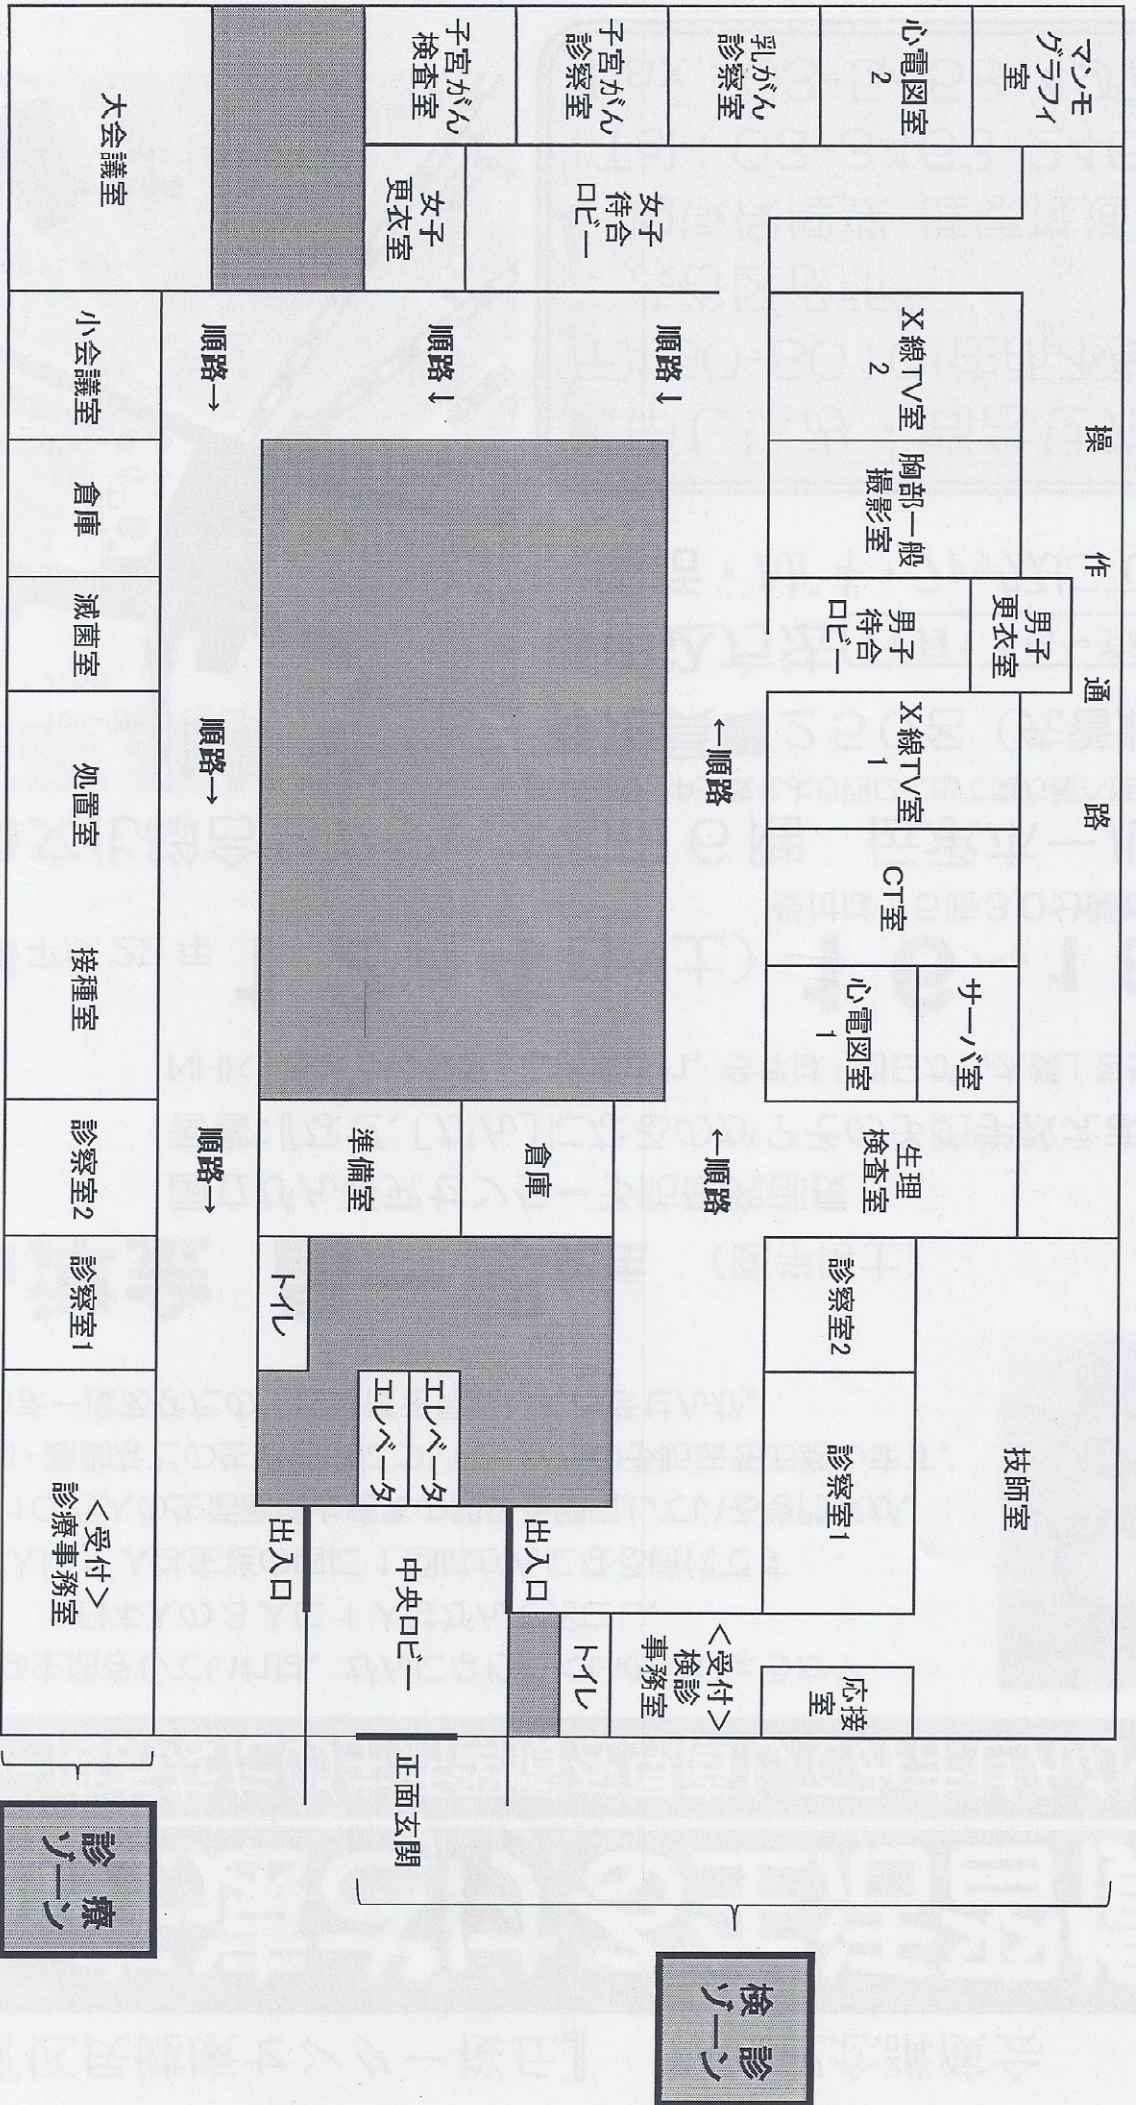 マンモ
グラフィ
室
心電図室
2
乳がん
診察室
子宮がん
診察室
子宮がん
検査室
大会議室
女子
待合
ロビー
女子
更衣室
操作通路
X線TV室
2
胸部一般
撮影室
男子
更衣室
男子
待合
ロビー
X線TV室
1
CT室
サーバ室
心電図室
1
生理
検査室
診察室2
診察室1
技師室
応接
室
<受付>
検診
事務室
トイレ
順路↓
順路↓
順路→
←順路
順路→
←順路
順路→
倉庫
準備室
トイレ
エレベータ
エレベータ
出入口
出入口
中央ロビー
正面玄関
小会議室
倉庫
滅菌室
処置室
接種室
診察室2
診察室1
<受付>
診療事務室
検診
ゾーン
診療
ゾーン